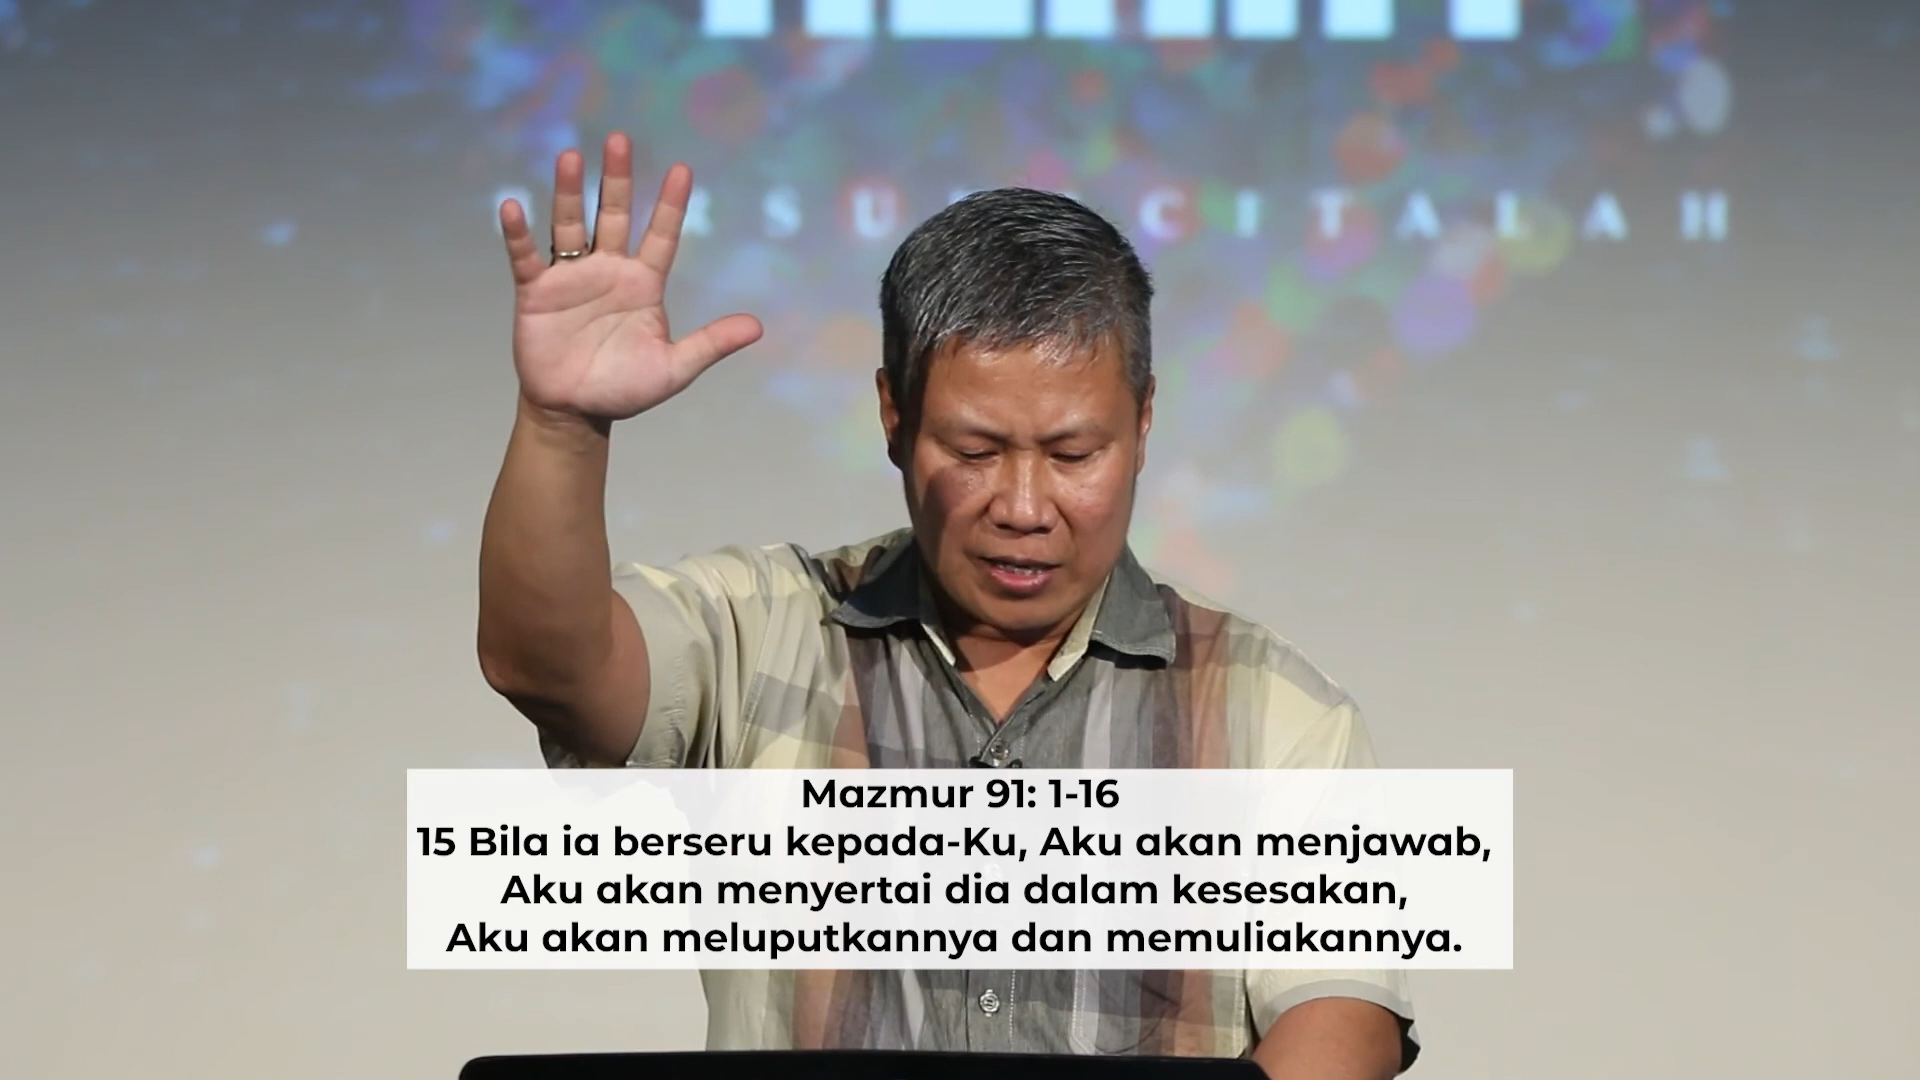 BERSUKACITALAH
Mazmur 91: 1-16
15 Bila ia berseru kepada-Ku, Aku akan menjawab,
Aku akan menyertai dia dalam kesesakan,
Aku akan meluputkannya dan memuliakannya.